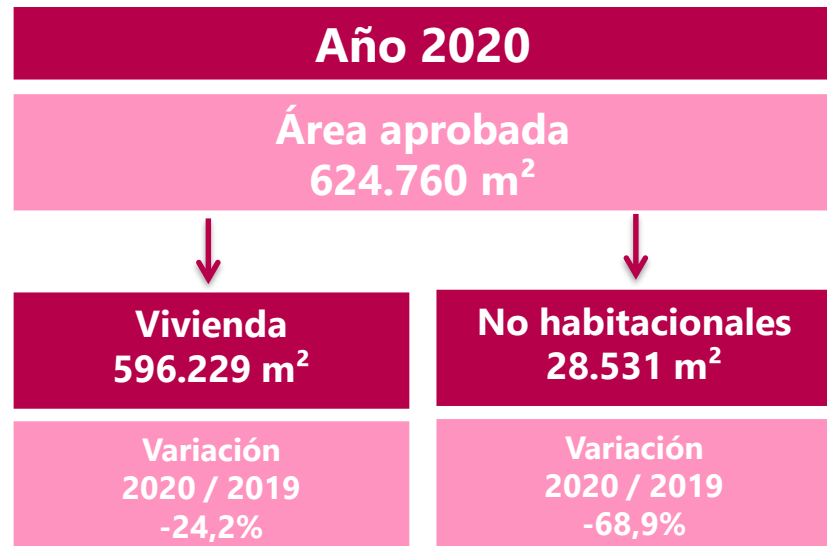 Año 2020
Área aprobada
624.760 m²
Vivienda
596.229 m²
No habitacionales
28.531 m²
Variación
2020 / 2019
-24,2%
Variación
2020 / 2019
-68,9%